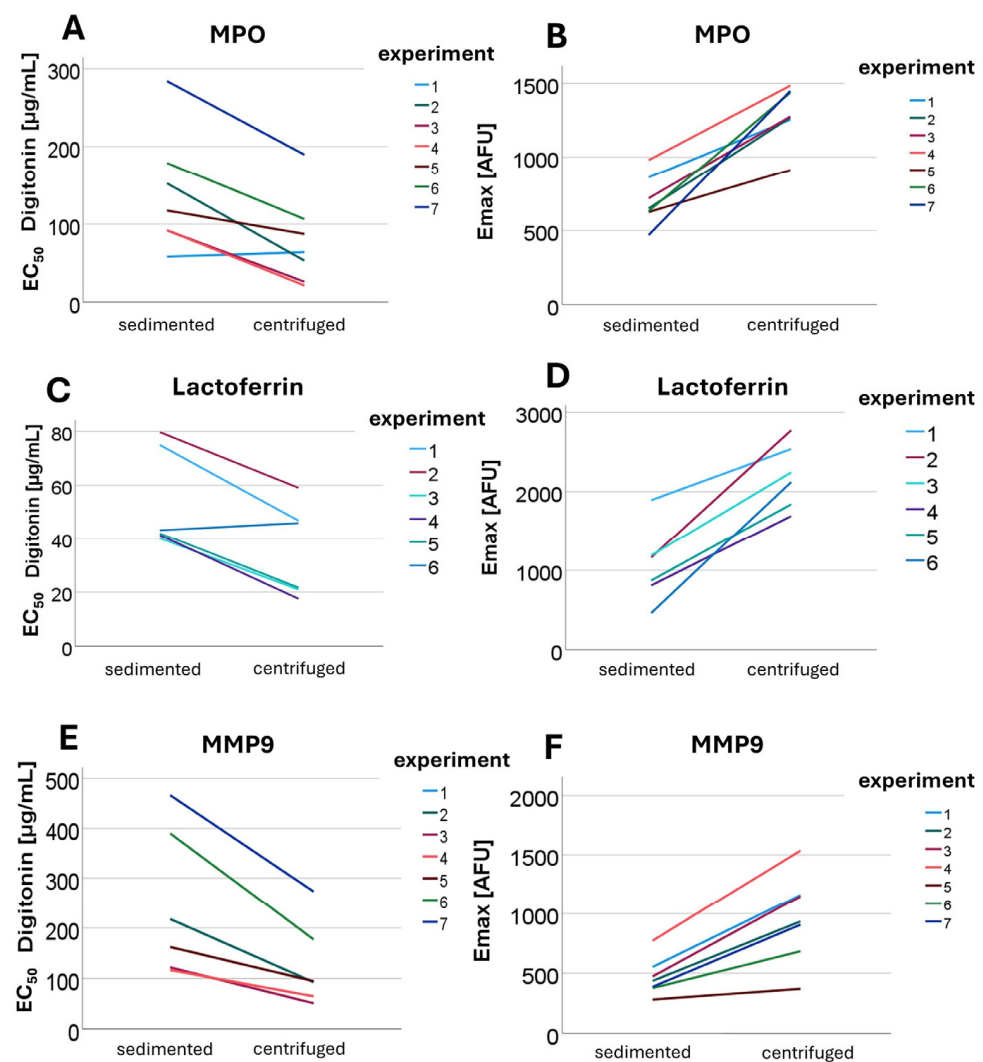 A
MPO
experiment
EC50 Digitonin [µg/mL]
300
200
100
0
sedimented
centrifuged
1
2
3
4
5
6
7
B
MPO
experiment
Emax [AFU]
1500
1000
500
0
sedimented
centrifuged
1
2
3
4
5
6
7
C
Lactoferrin
experiment
EC50 Digitonin [µg/mL]
80
60
40
20
0
sedimented
centrifuged
1
2
3
4
5
6
D
Lactoferrin
experiment
Emax [AFU]
3000
2000
1000
0
sedimented
centrifuged
1
2
3
4
5
6
E
MMP9
experiment
EC50 Digitonin [µg/mL]
500
400
300
200
100
0
sedimented
centrifuged
1
2
3
4
5
6
7
F
MMP9
experiment
Emax [AFU]
2000
1500
1000
500
0
sedimented
centrifuged
1
2
3
4
5
6
7